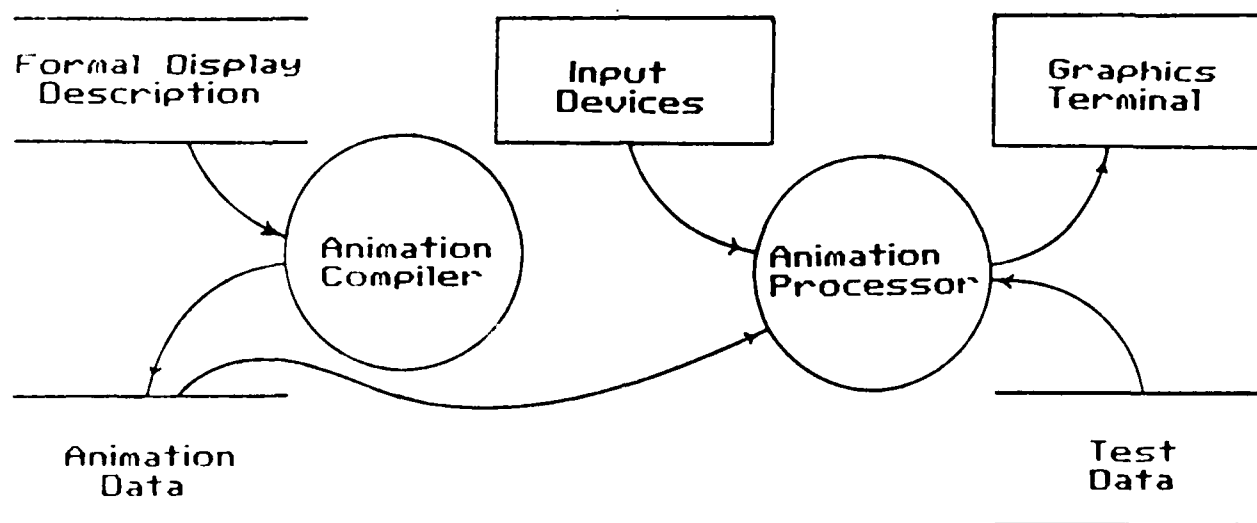 Formal Display
Description
Input
Devices
Graphics
Terminal
Animation
Compiler
Animation
Processor
Animation
Data
Test
Data